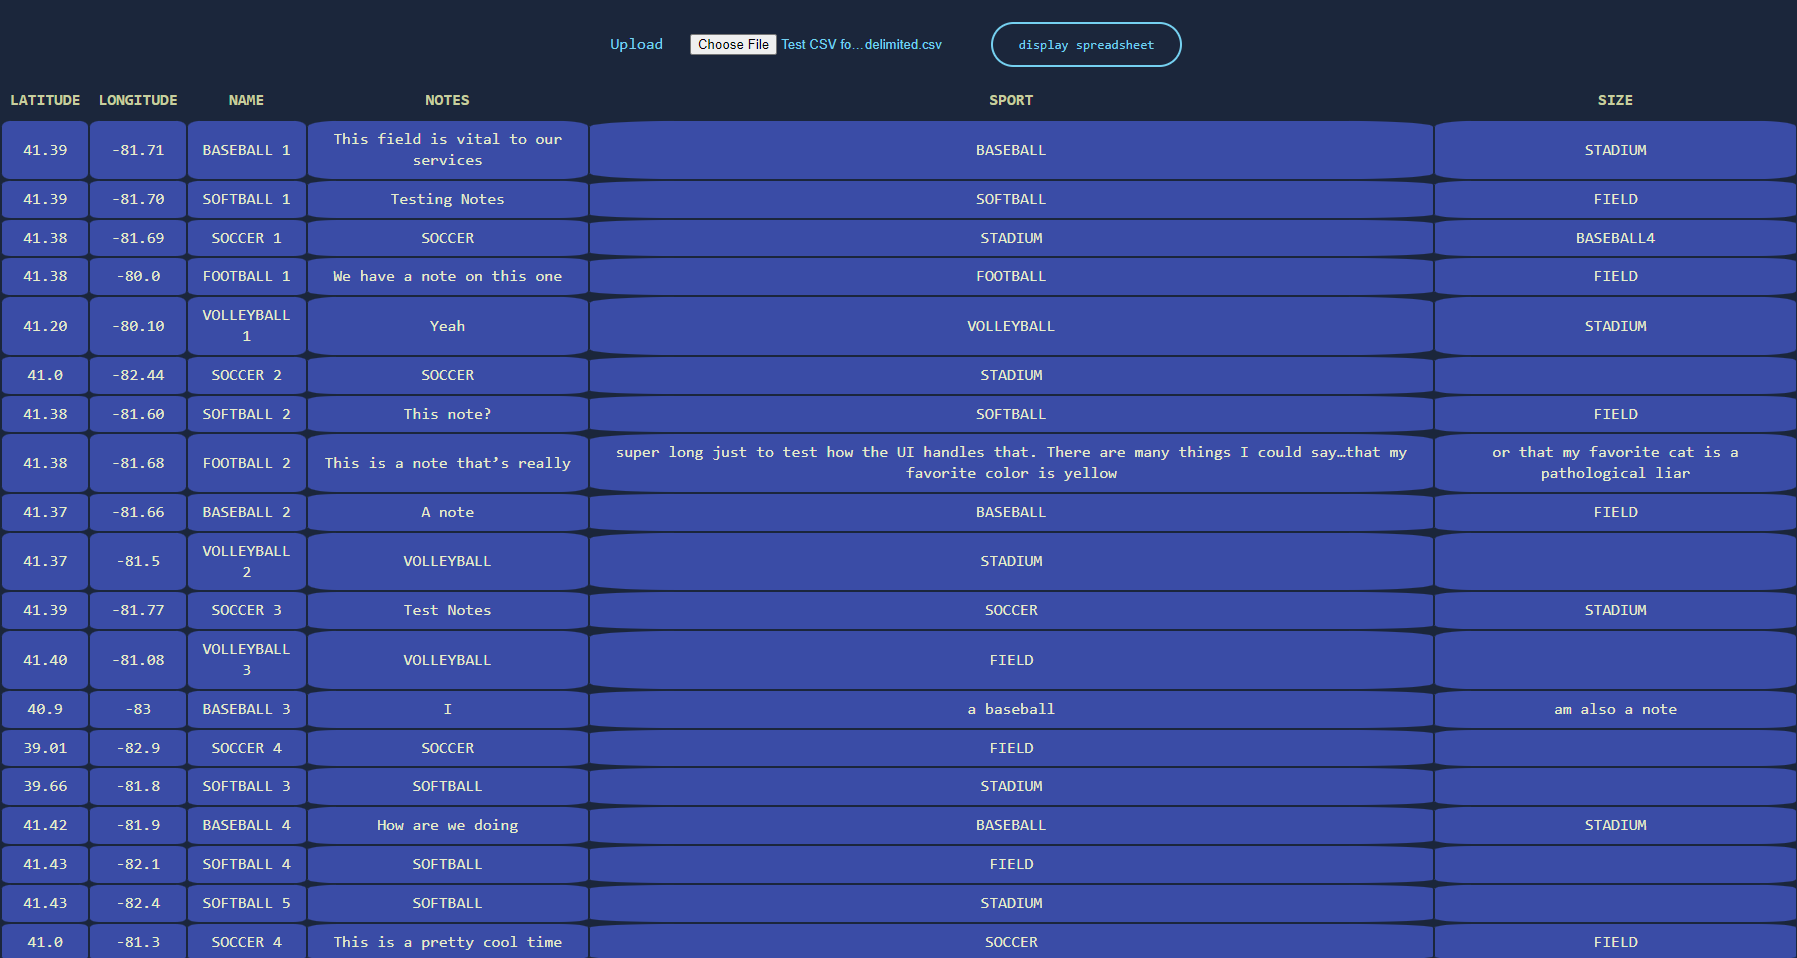 Upload Choose File Test CSV fo...delimited.csv display spreadsheet
LATITUDE LONGITUDE NAME NOTES SPORT SIZE
41.39 -81.71 BASEBALL 1 This field is vital to our services BASEBALL STADIUM
41.39 -81.70 SOFTBALL 1 Testing Notes SOFTBALL FIELD
41.38 -81.69 SOCCER 1 SOCCER STADIUM BASEBALL4
41.38 -80.0 FOOTBALL 1 We have a note on this one FOOTBALL FIELD
41.20 -80.10 VOLLEYBALL 1 Yeah VOLLEYBALL STADIUM
41.0 -82.44 SOCCER 2 SOCCER STADIUM
41.38 -81.60 SOFTBALL 2 This note? SOFTBALL FIELD
41.38 -81.68 FOOTBALL 2 This is a note that’s really super long just to test how the UI handles that. There are many things I could say…that my favorite color is yellow or that my favorite cat is a pathological liar
41.37 -81.66 BASEBALL 2 A note BASEBALL FIELD
41.37 -81.5 VOLLEYBALL 2 VOLLEYBALL STADIUM
41.39 -81.77 SOCCER 3 Test Notes SOCCER STADIUM
41.40 -81.08 VOLLEYBALL 3 VOLLEYBALL FIELD
40.9 -83 BASEBALL 3 I a baseball am also a note
39.01 -82.9 SOCCER 4 SOCCER FIELD
39.66 -81.8 SOFTBALL 3 SOFTBALL STADIUM
41.42 -81.9 BASEBALL 4 How are we doing BASEBALL STADIUM
41.43 -82.1 SOFTBALL 4 SOFTBALL FIELD
41.43 -82.4 SOFTBALL 5 SOFTBALL STADIUM
41.0 -81.3 SOCCER 4 This is a pretty cool time SOCCER FIELD